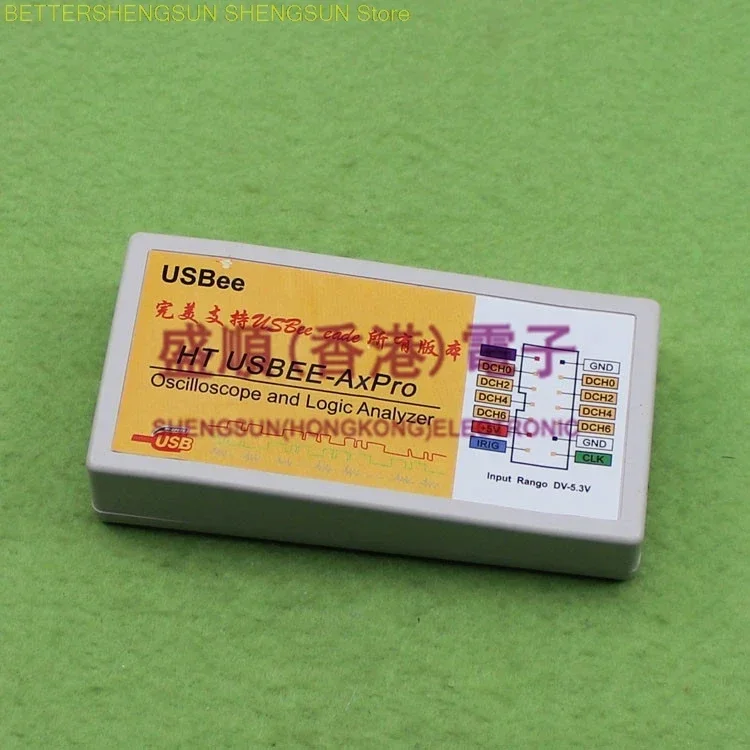 BETTERSHENGSUN SHENGSUN Store
USBee
完美支持USBee code 所有版本
盛順(香港)電子
HT USBEE-AxPro
Oscilloscope and Logic Analyzer
SHENGSUN(HONGKONG)ELECTRONIC
USB
GND
DCH0 DCH0
DCH2 DCH2
DCH4 DCH4
DCH6 DCH6
+5V GND
IRIG CLK
Input Rango DV-5.3V